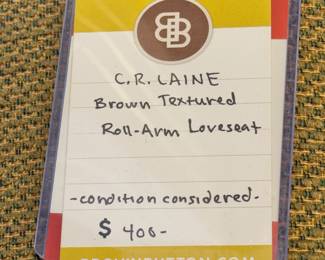 C.R. LAINE
Brown Textured
Roll-Arm Loveseat
-condition considered-
$ 400-